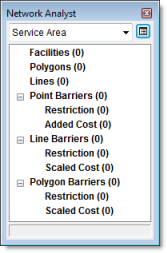 Network Analyst
Service Area
Facilities (0)
Polygons (0)
Lines (0)
Point Barriers (0)
Restriction (0)
Added Cost (0)
Line Barriers (0)
Restriction (0)
Scaled Cost (0)
Polygon Barriers (0)
Restriction (0)
Scaled Cost (0)